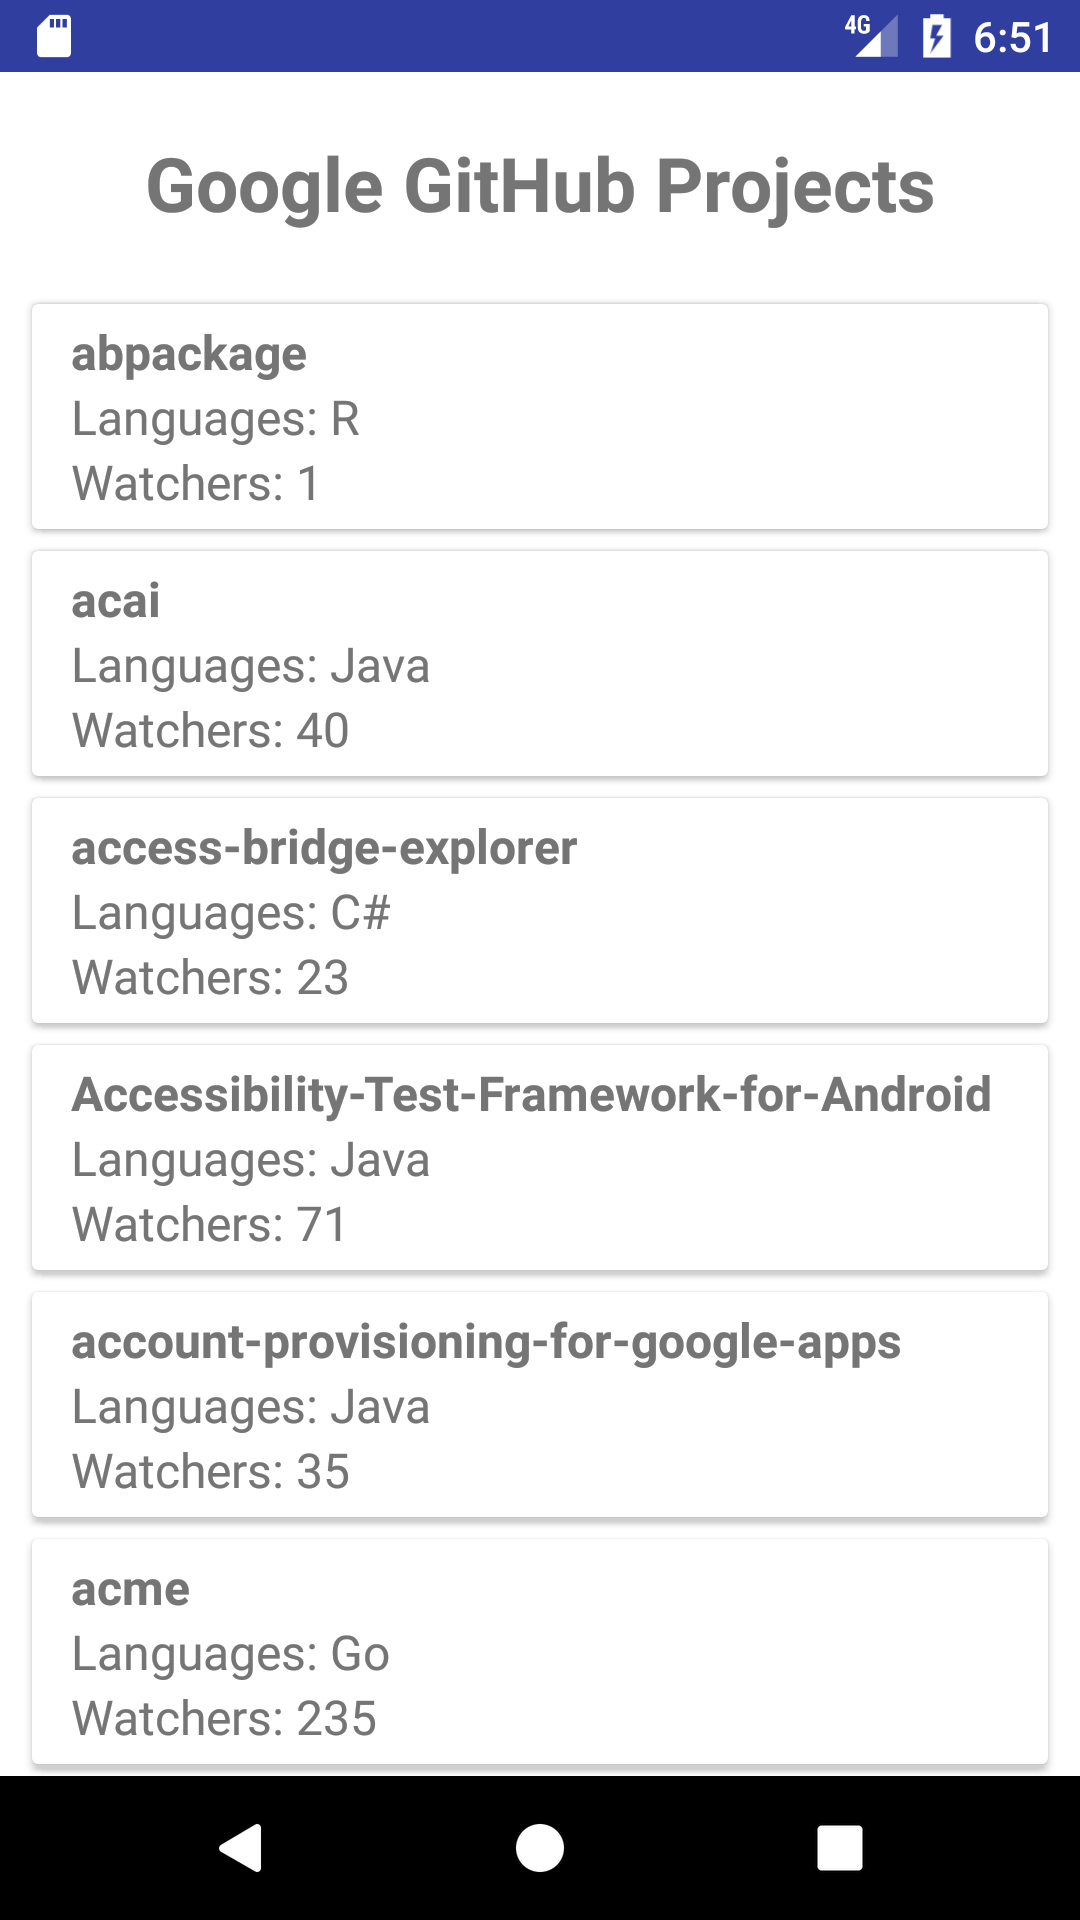 4G 6:51
Google GitHub Projects
abpackage
Languages: R
Watchers: 1
acai
Languages: Java
Watchers: 40
access-bridge-explorer
Languages: C#
Watchers: 23
Accessibility-Test-Framework-for-Android
Languages: Java
Watchers: 71
account-provisioning-for-google-apps
Languages: Java
Watchers: 35
acme
Languages: Go
Watchers: 235